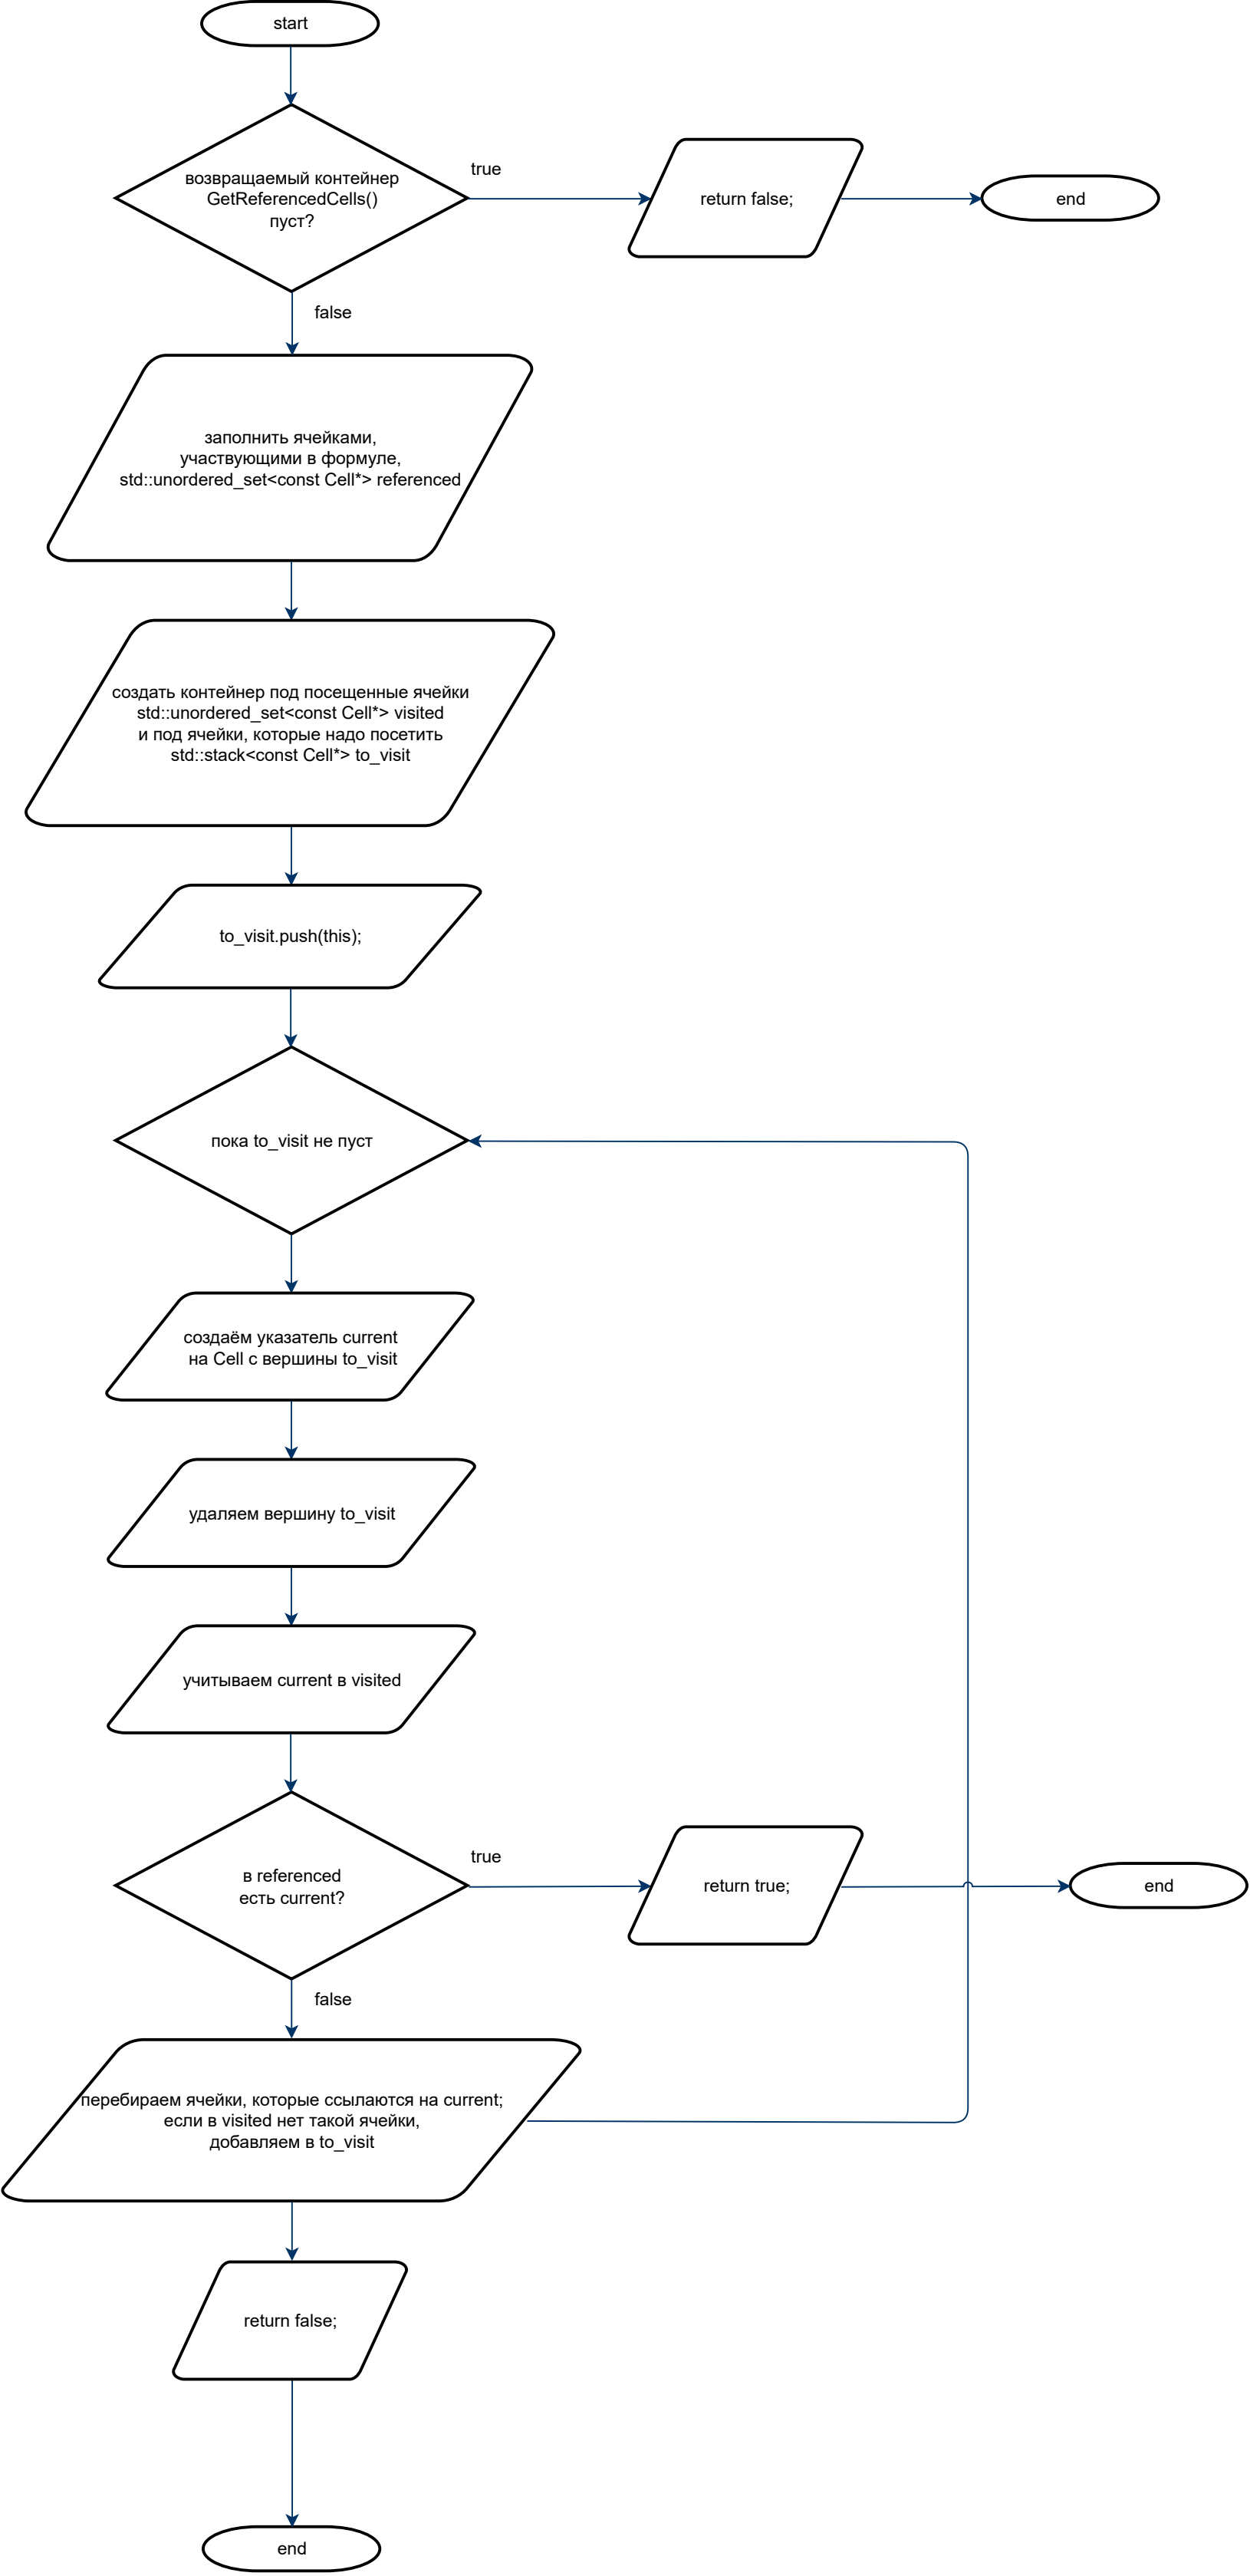 start
возвращаемый контейнер
GetReferencedCells()
пуст?
true
return false;
end
false
заполнить ячейками,
участвующими в формуле,
std::unordered_set<const Cell*> referenced
создать контейнер под посещенные ячейки
std::unordered_set<const Cell*> visited
и под ячейки, которые надо посетить
std::stack<const Cell*> to_visit
to_visit.push(this);
пока to_visit не пуст
создаём указатель current
на Cell с вершины to_visit
удаляем вершину to_visit
учитываем current в visited
в referenced
есть current?
true
return true;
end
false
перебираем ячейки, которые ссылаются на current;
если в visited нет такой ячейки,
добавляем в to_visit
return false;
end